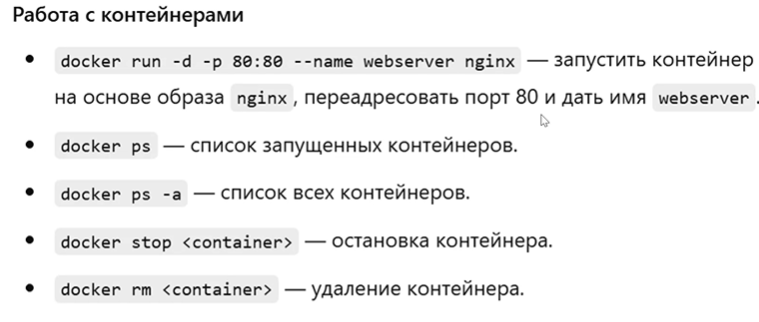 Работа с контейнерами
• docker run -d -p 80:80 --name webserver nginx — запустить контейнер
на основе образа nginx, переадресовать порт 80 и дать имя webserver.
• docker ps — список запущенных контейнеров.
• docker ps -a — список всех контейнеров.
• docker stop <container> — остановка контейнера.
• docker rm <container> — удаление контейнера.